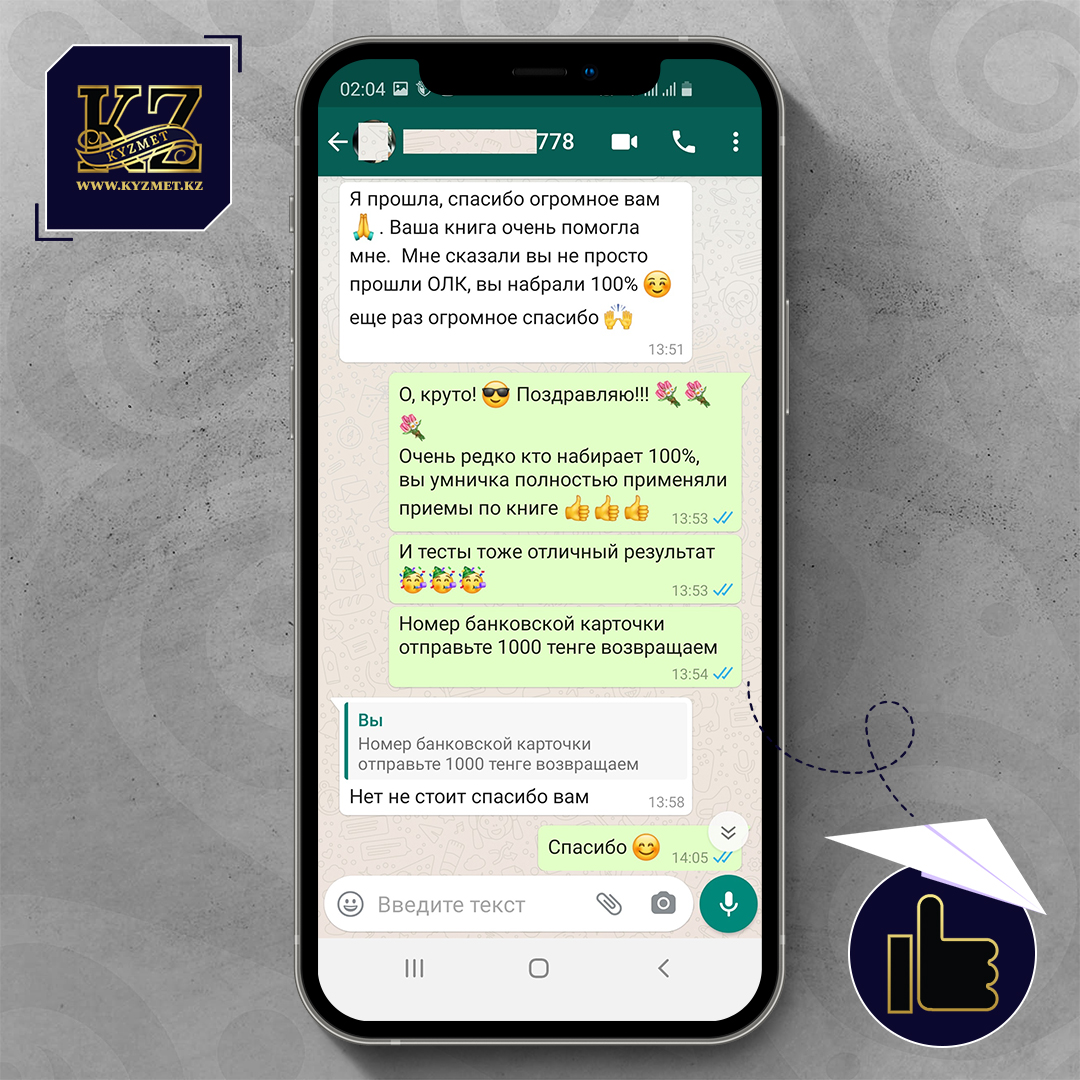 KZ
KYZMET
WWW.KYZMET.KZ
02:04
778
Я прошла, спасибо огромное вам
🙏. Ваша книга очень помогла
мне. Мне сказали вы не просто
прошли ОЛК, вы набрали 100% ☺️
еще раз огромное спасибо 🙌
13:51
О, круто! 😎 Поздравляю!!! 💐💐
💐
Очень редко кто набирает 100%,
вы умничка полностью применяли
приемы по книге 👍👍👍
13:53
И тесты тоже отличный результат
🥳🥳🥳
13:53
Номер банковской карточки
отправьте 1000 тенге возвращаем
13:54
Вы
Номер банковской карточки
отправьте 1000 тенге возвращаем
Нет не стоит спасибо вам
13:58
Спасибо 😊
14:05
Введите текст